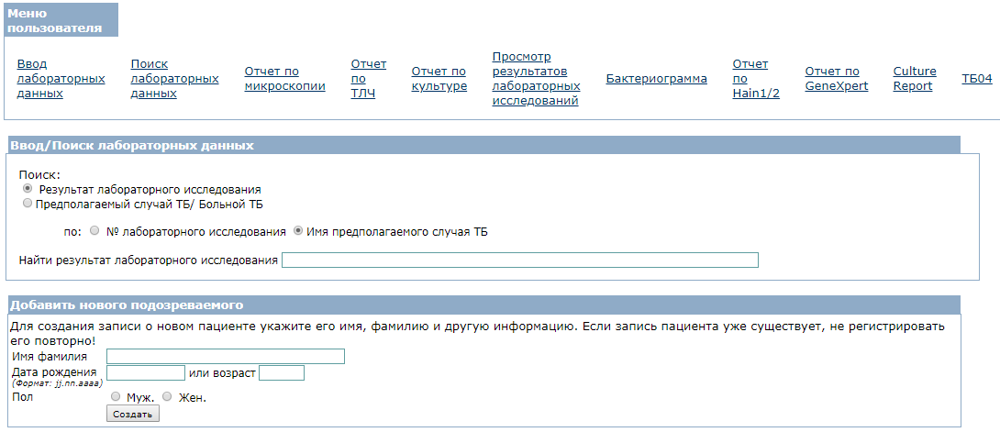 Меню
пользователя
Ввод
лабораторных
данных
Поиск
лабораторных
данных
Отчет по
микроскопии
Отчет
по
ТЛЧ
Отчет по
культуре
Просмотр
результатов
лабораторных
исследований
Бактериограмма
Отчет
по
Hain1/2
Отчет по
GeneXpert
Culture
Report
ТБ04
Ввод/Поиск лабораторных данных
Поиск:
Результат лабораторного исследования
Предполагаемый случай ТБ/ Больной ТБ
по: № лабораторного исследования Имя предполагаемого случая ТБ
Найти результат лабораторного исследования
Добавить нового подозреваемого
Для создания записи о новом пациенте укажите его имя, фамилию и другую информацию. Если запись пациента уже существует, не регистрировать
его повторно!
Имя фамилия
Дата рождения или возраст
(Формат: jj.nn.aaaa)
Пол Муж. Жен.
Создать